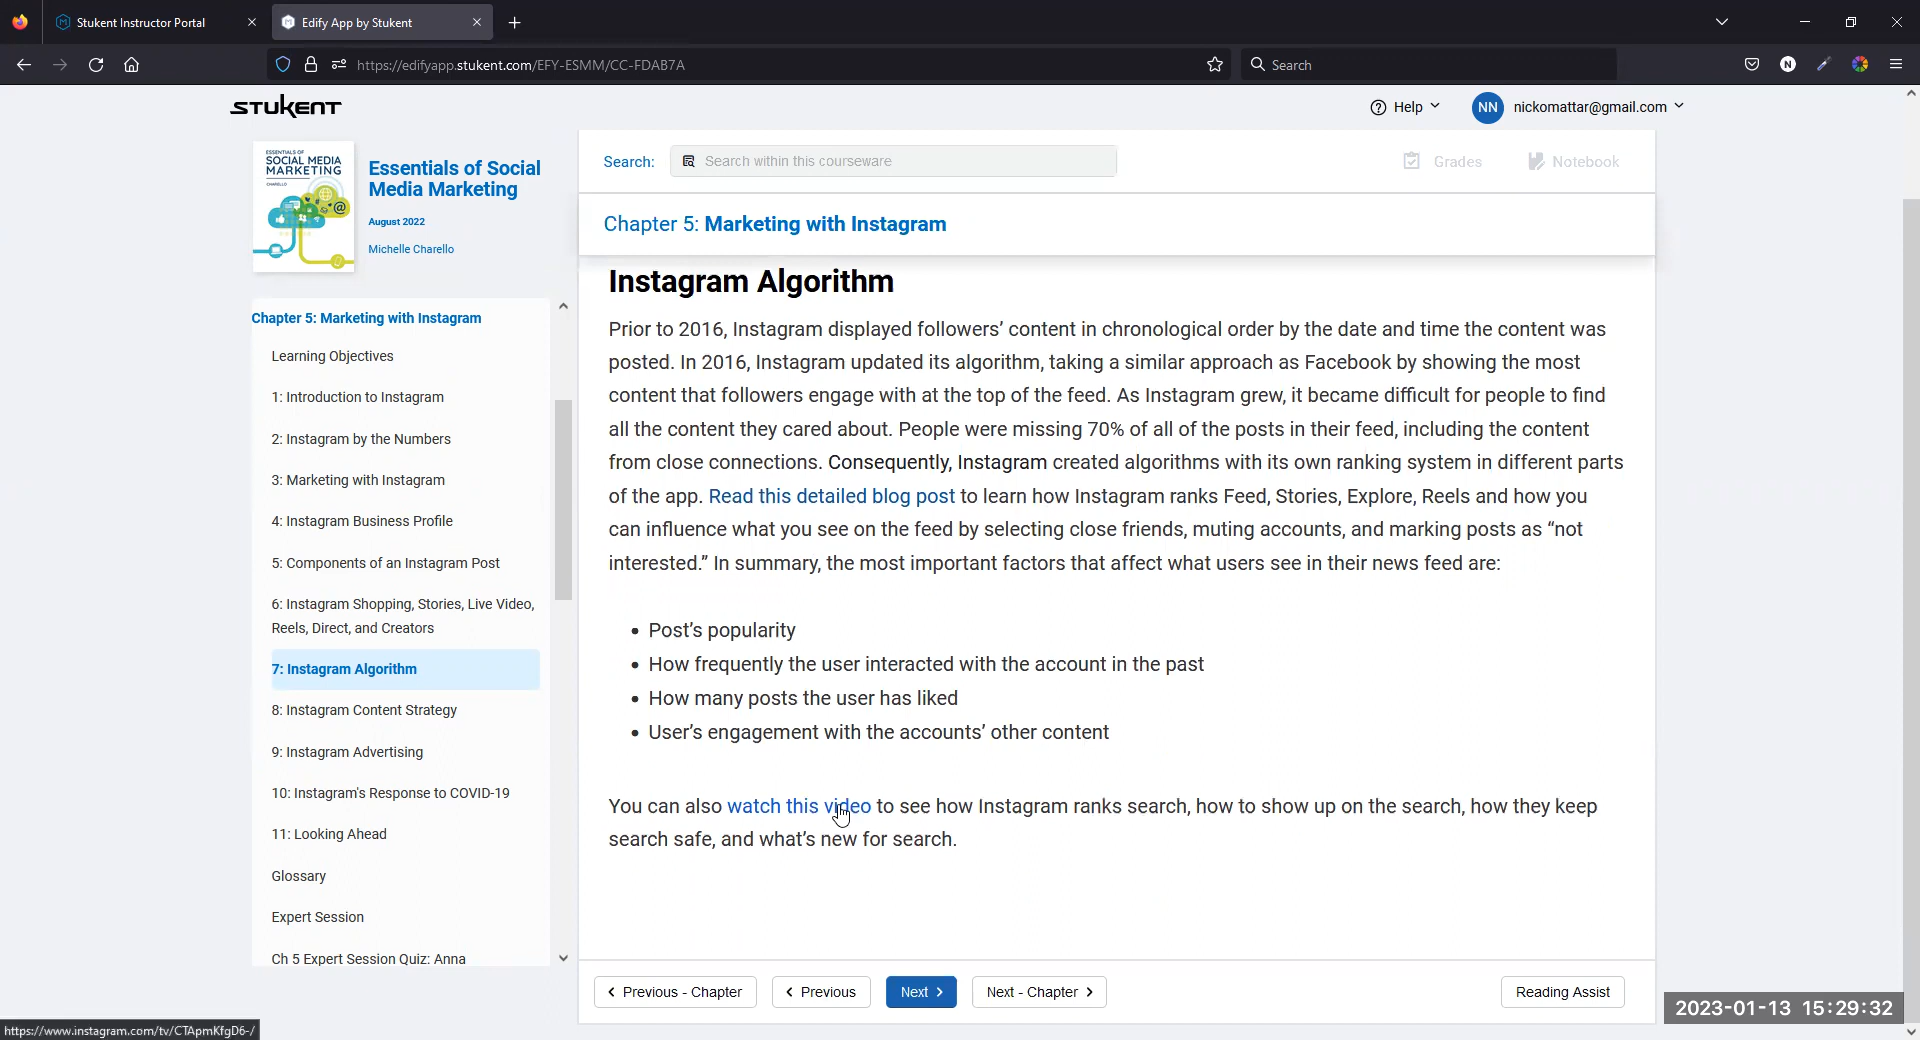 Stukent Instructor Portal
Edify App by Stukent
https://edifyapp.stukent.com/EFY-ESMM/CC-FDAB7A
Search
STUKENT
Help
NN nickomattar@gmail.com
ESSENTIALS OF
SOCIAL MEDIA
MARKETING
CHARELLO
Essentials of Social
Media Marketing
August 2022
Michelle Charello
Search: Search within this courseware
Grades
Notebook
Chapter 5: Marketing with Instagram
Chapter 5: Marketing with Instagram
Learning Objectives
1: Introduction to Instagram
2: Instagram by the Numbers
3: Marketing with Instagram
4: Instagram Business Profile
5: Components of an Instagram Post
6: Instagram Shopping, Stories, Live Video,
Reels, Direct, and Creators
7: Instagram Algorithm
8: Instagram Content Strategy
9: Instagram Advertising
10: Instagram's Response to COVID-19
11: Looking Ahead
Glossary
Expert Session
Ch 5 Expert Session Quiz: Anna
Instagram Algorithm
Prior to 2016, Instagram displayed followers’ content in chronological order by the date and time the content was
posted. In 2016, Instagram updated its algorithm, taking a similar approach as Facebook by showing the most
content that followers engage with at the top of the feed. As Instagram grew, it became difficult for people to find
all the content they cared about. People were missing 70% of all of the posts in their feed, including the content
from close connections. Consequently, Instagram created algorithms with its own ranking system in different parts
of the app. Read this detailed blog post to learn how Instagram ranks Feed, Stories, Explore, Reels and how you
can influence what you see on the feed by selecting close friends, muting accounts, and marking posts as “not
interested.” In summary, the most important factors that affect what users see in their news feed are:
• Post’s popularity
• How frequently the user interacted with the account in the past
• How many posts the user has liked
• User’s engagement with the accounts’ other content
You can also watch this video to see how Instagram ranks search, how to show up on the search, how they keep
search safe, and what’s new for search.
Previous - Chapter
Previous
Next
Next - Chapter
Reading Assist
2023-01-13 15:29:32
https://www.instagram.com/tv/CTApmKfgD6-/